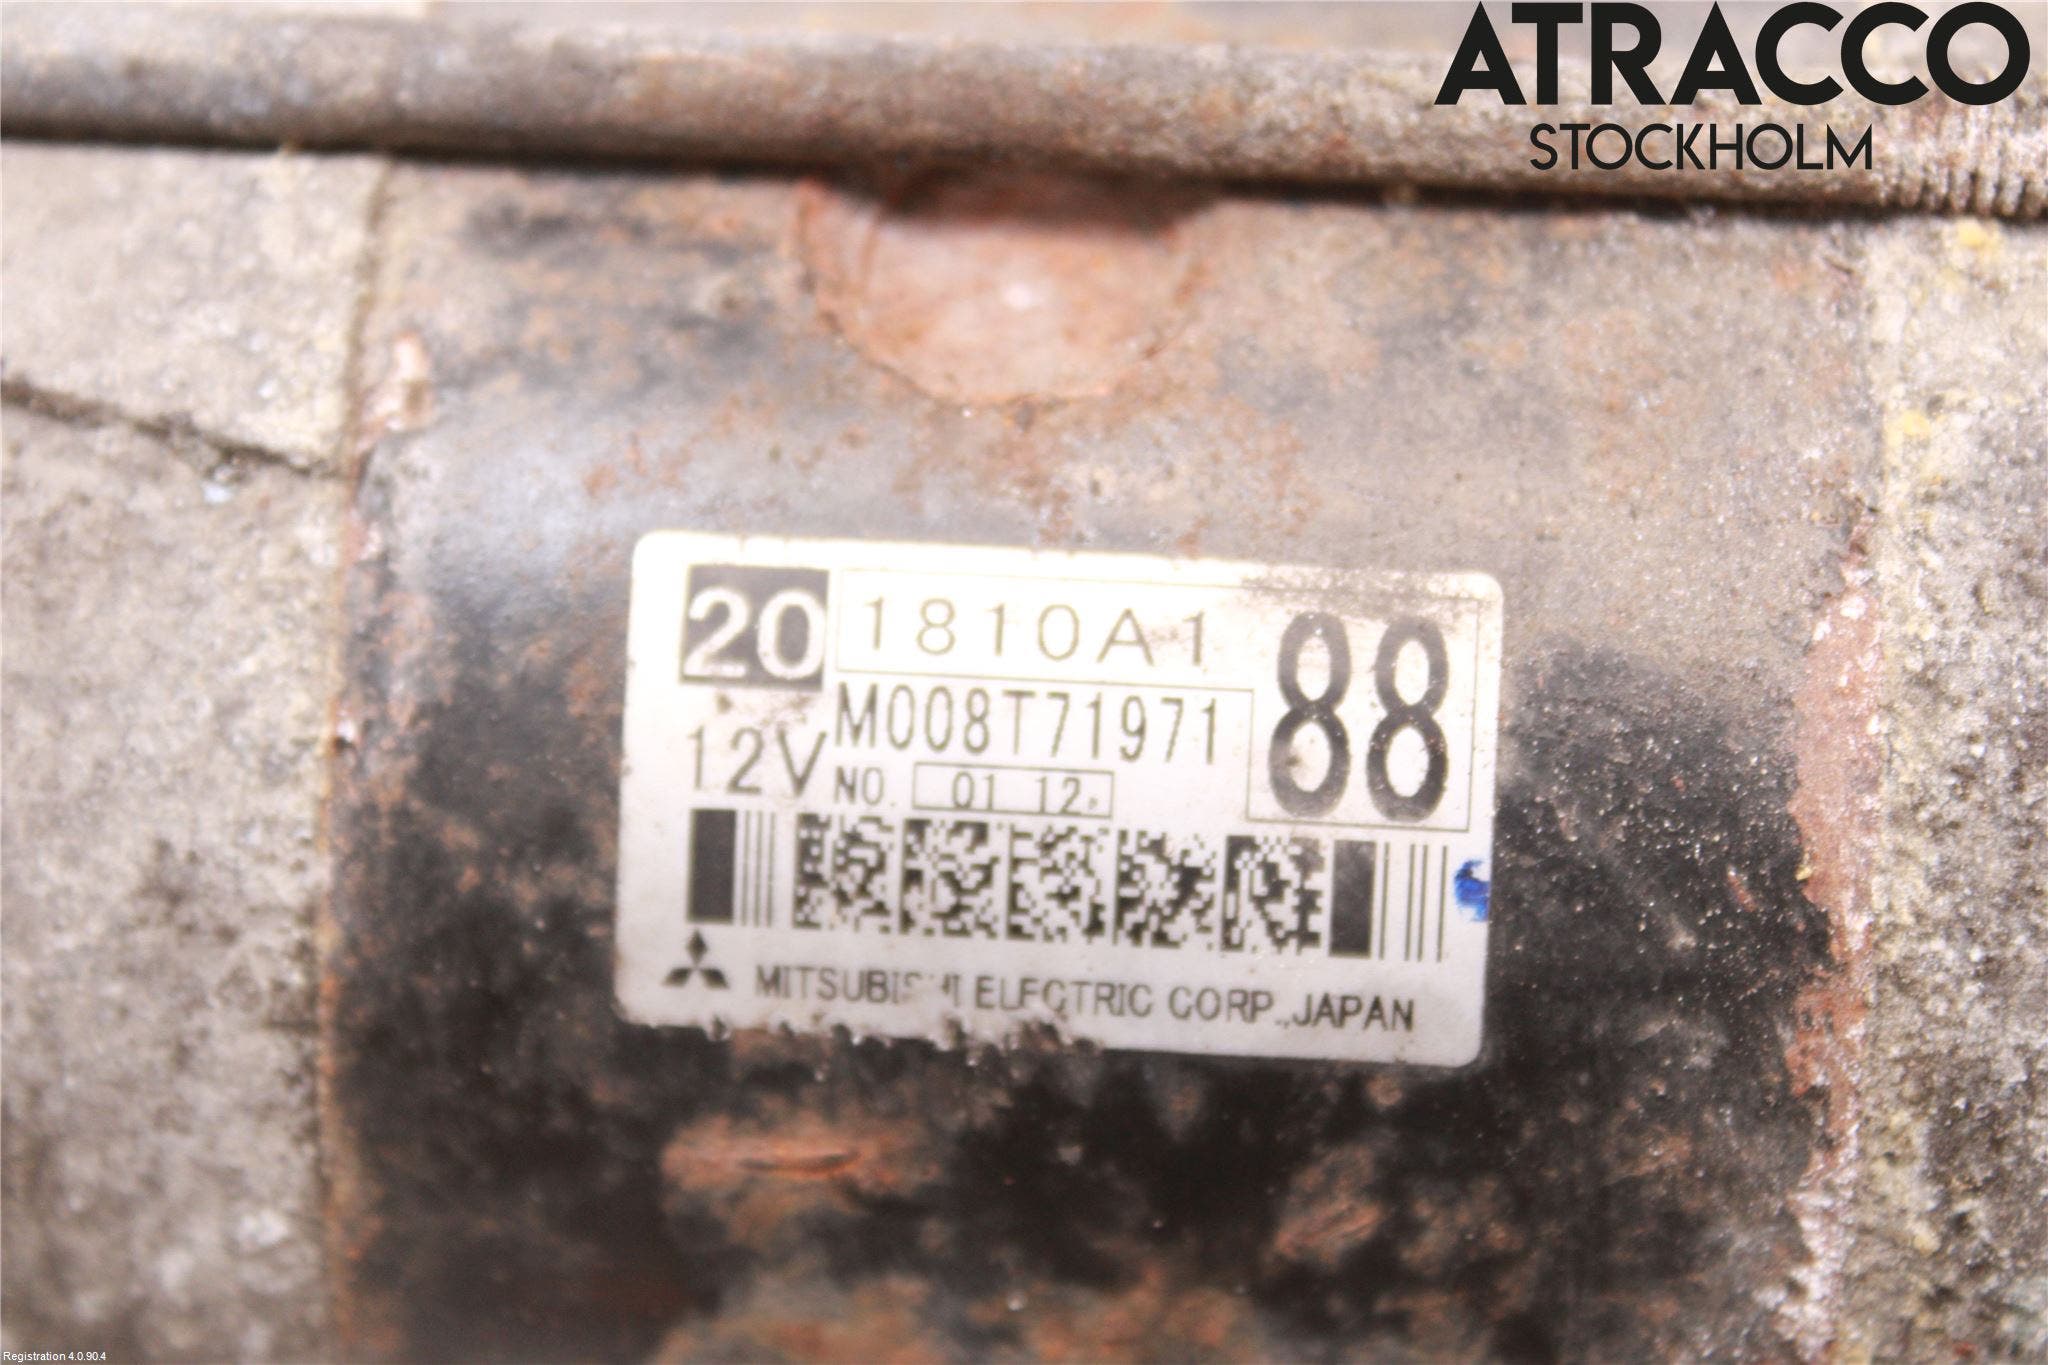 ATRACCO
STOCKHOLM
20 1810A1 88
M008T71971
12V NO. 01 12
MITSUBISHI ELECTRIC CORP., JAPAN
Registration 4.0.90.4